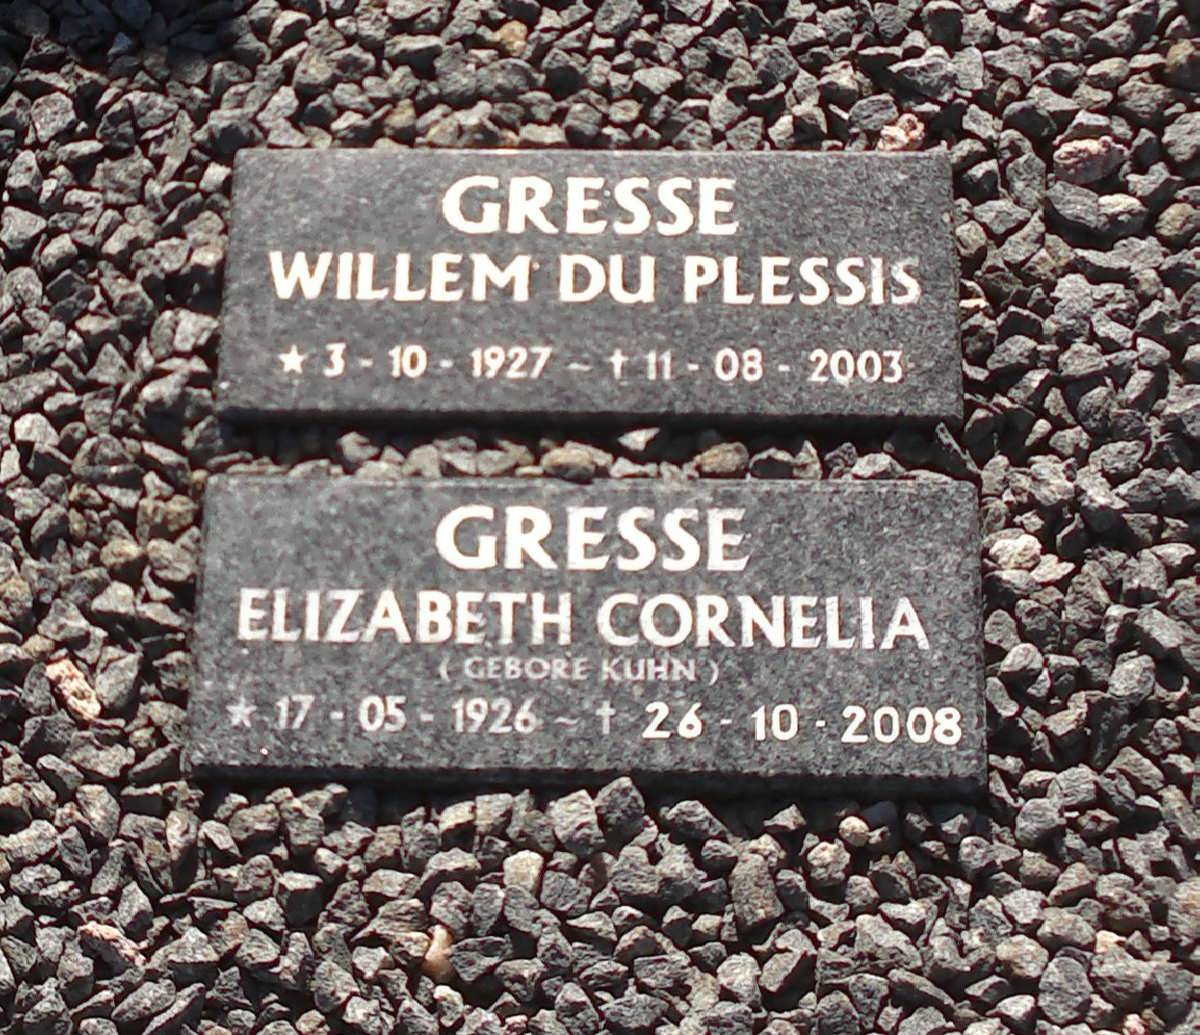 GRESSE
WILLEM DU PLESSIS
★ 3 - 10 - 1927 ~ † 11 - 08 - 2003
GRESSE
ELIZABETH CORNELIA
( GEBORE KUHN )
★ 17 - 05 - 1926 ~ † 26 - 10 - 2008